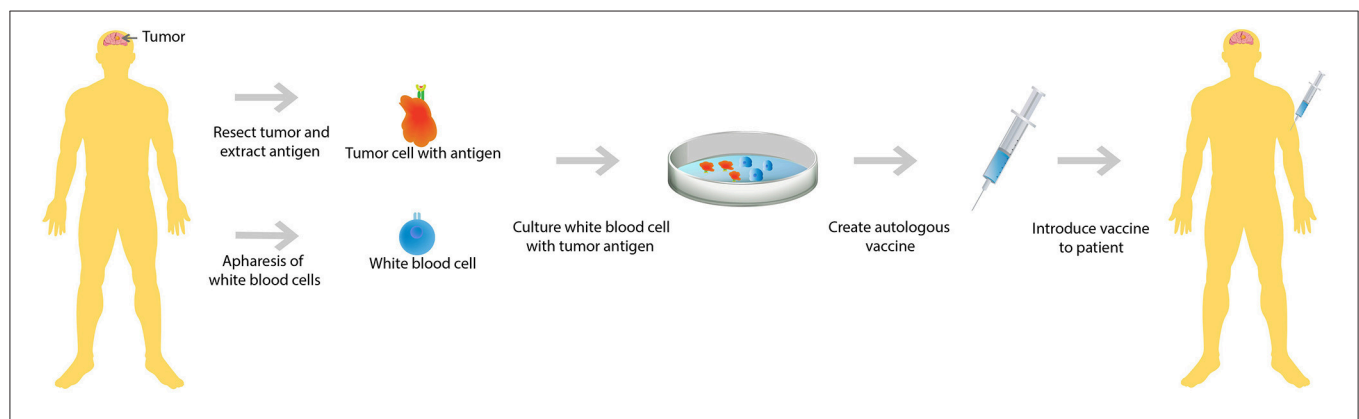 Tumor
Resect tumor and
extract antigen
Tumor cell with antigen
Apharesis of
white blood cells
White blood cell
Culture white blood cell
with tumor antigen
Create autologous
vaccine
Introduce vaccine
to patient